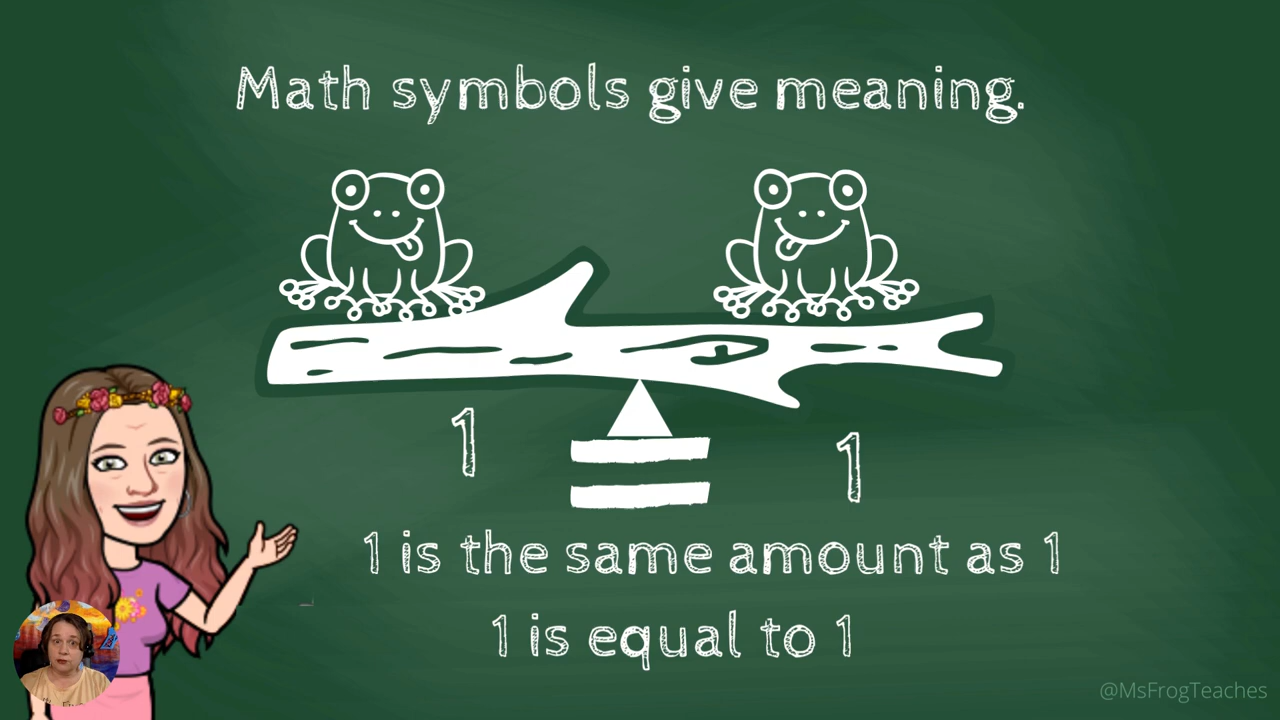 Math symbols give meaning.
1
1
1 is the same amount as 1
1 is equal to 1
@MsFrogTeaches